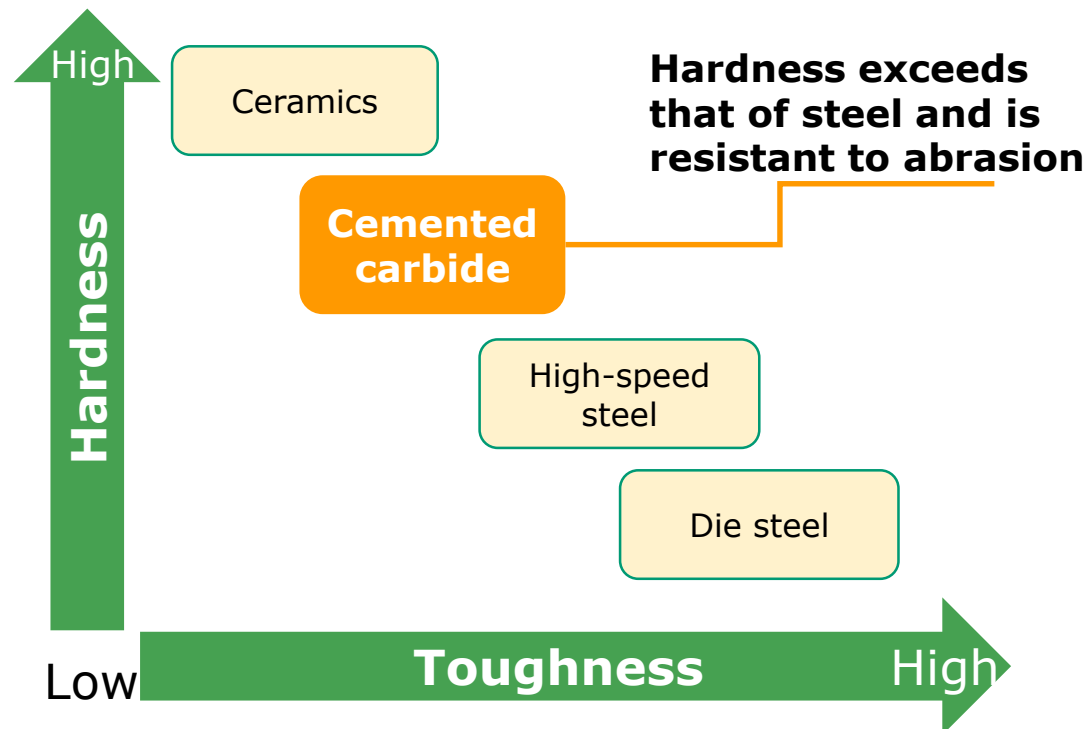 High
Ceramics
Hardness exceeds
that of steel and is
resistant to abrasion
Cemented
carbide
Hardness
High-speed
steel
Die steel
Low
Toughness
High